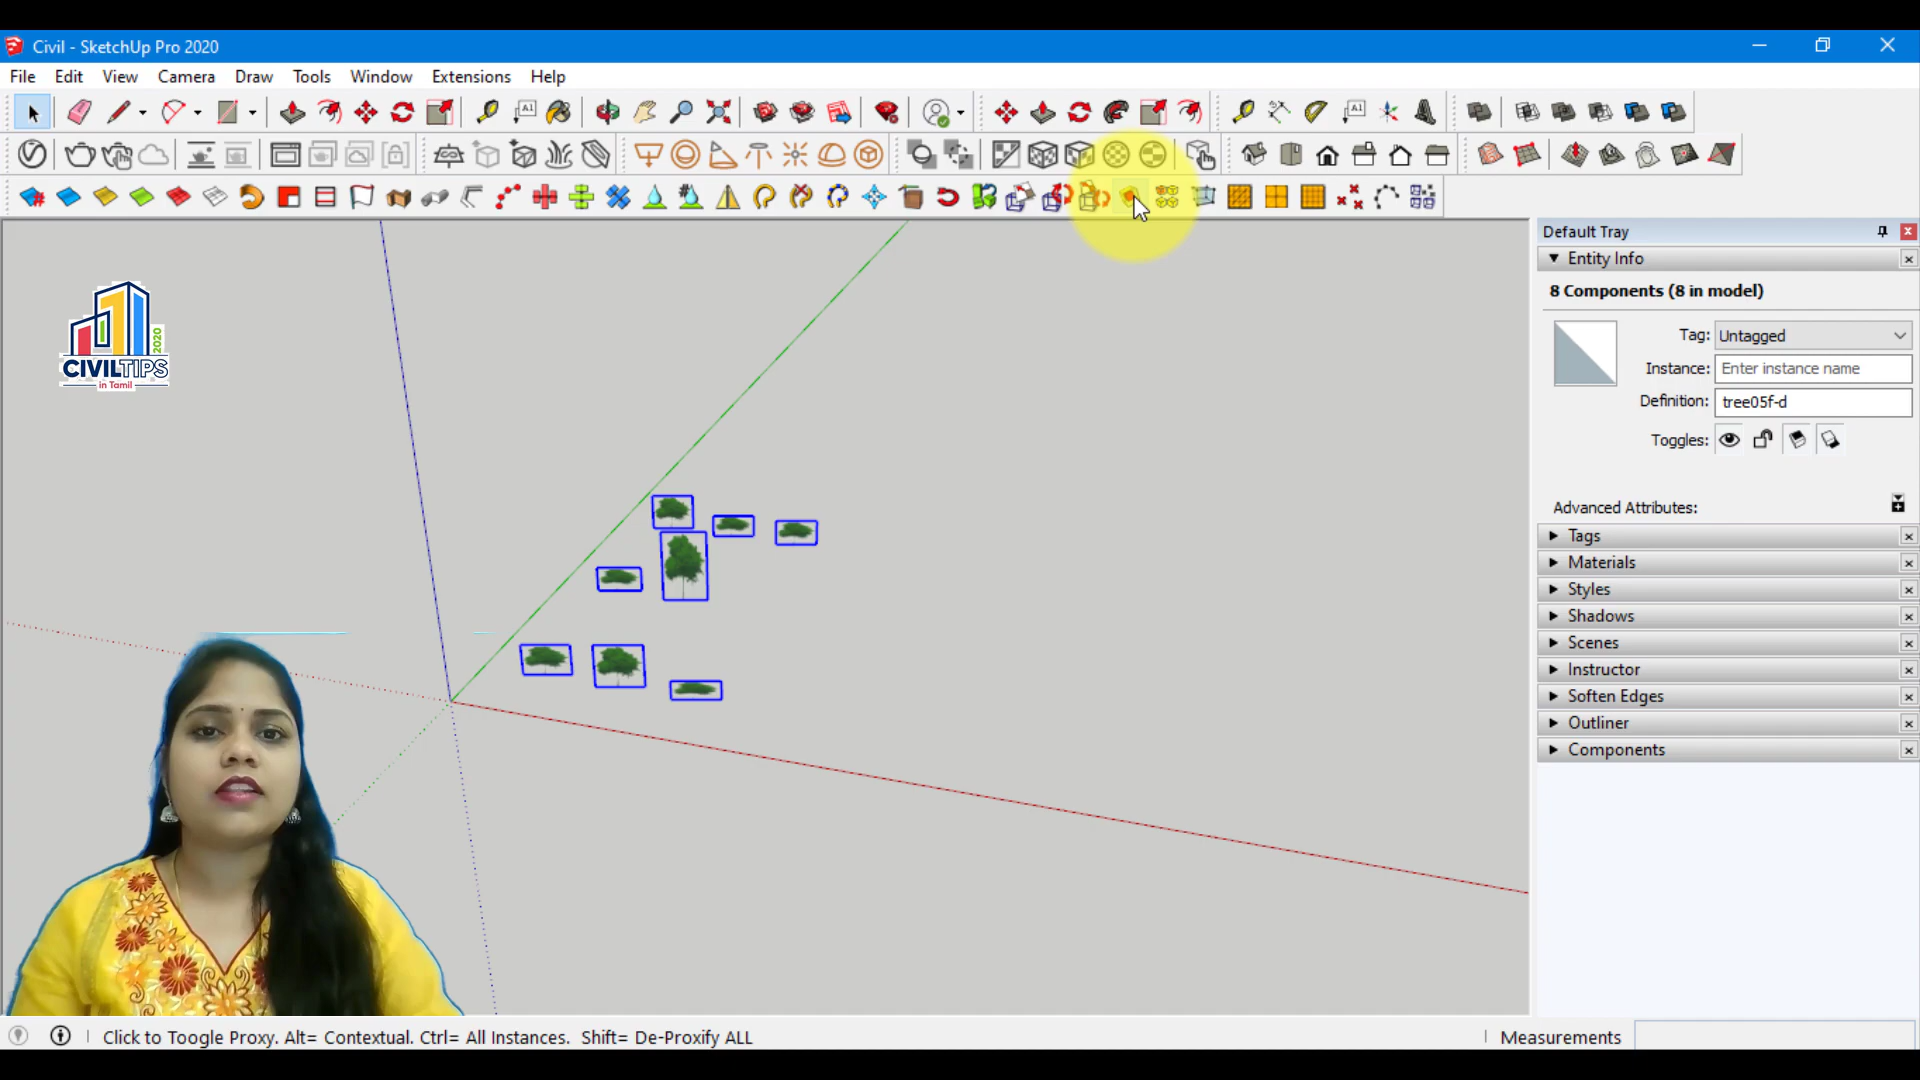 Civil - SketchUp Pro 2020
File Edit View Camera Draw Tools Window Extensions Help
A1
A1
Default Tray
Entity Info
8 Components (8 in model)
Tag: Untagged
Instance: Enter instance name
Definition: tree05f-d
Toggles:
Advanced Attributes:
Tags
Materials
Styles
Shadows
Scenes
Instructor
Soften Edges
Outliner
Components
2020
CIVILTIPS
in Tamil
Click to Toogle Proxy. Alt= Contextual. Ctrl= All Instances. Shift= De-Proxify ALL
Measurements